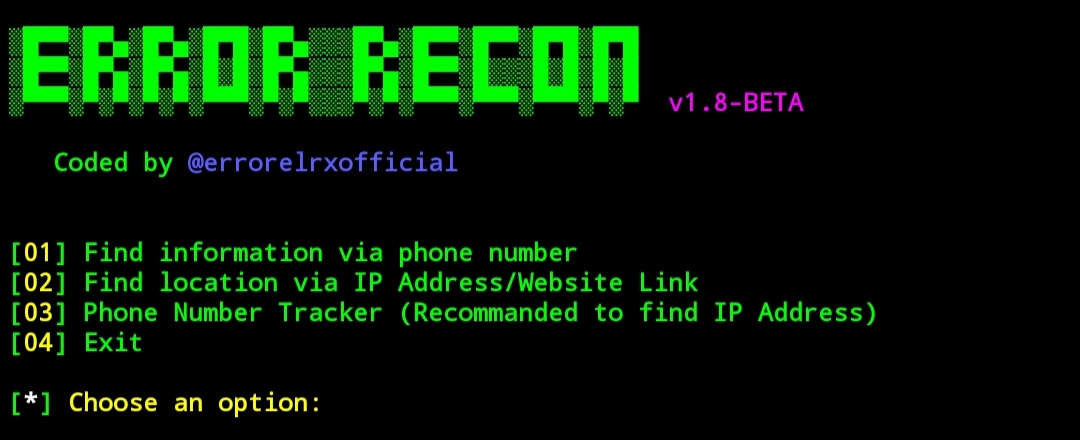 ERROR RECON
v1.8-BETA
Coded by @errorelrxofficial
[01] Find information via phone number
[02] Find location via IP Address/Website Link
[03] Phone Number Tracker (Recommanded to find IP Address)
[04] Exit
[*] Choose an option: